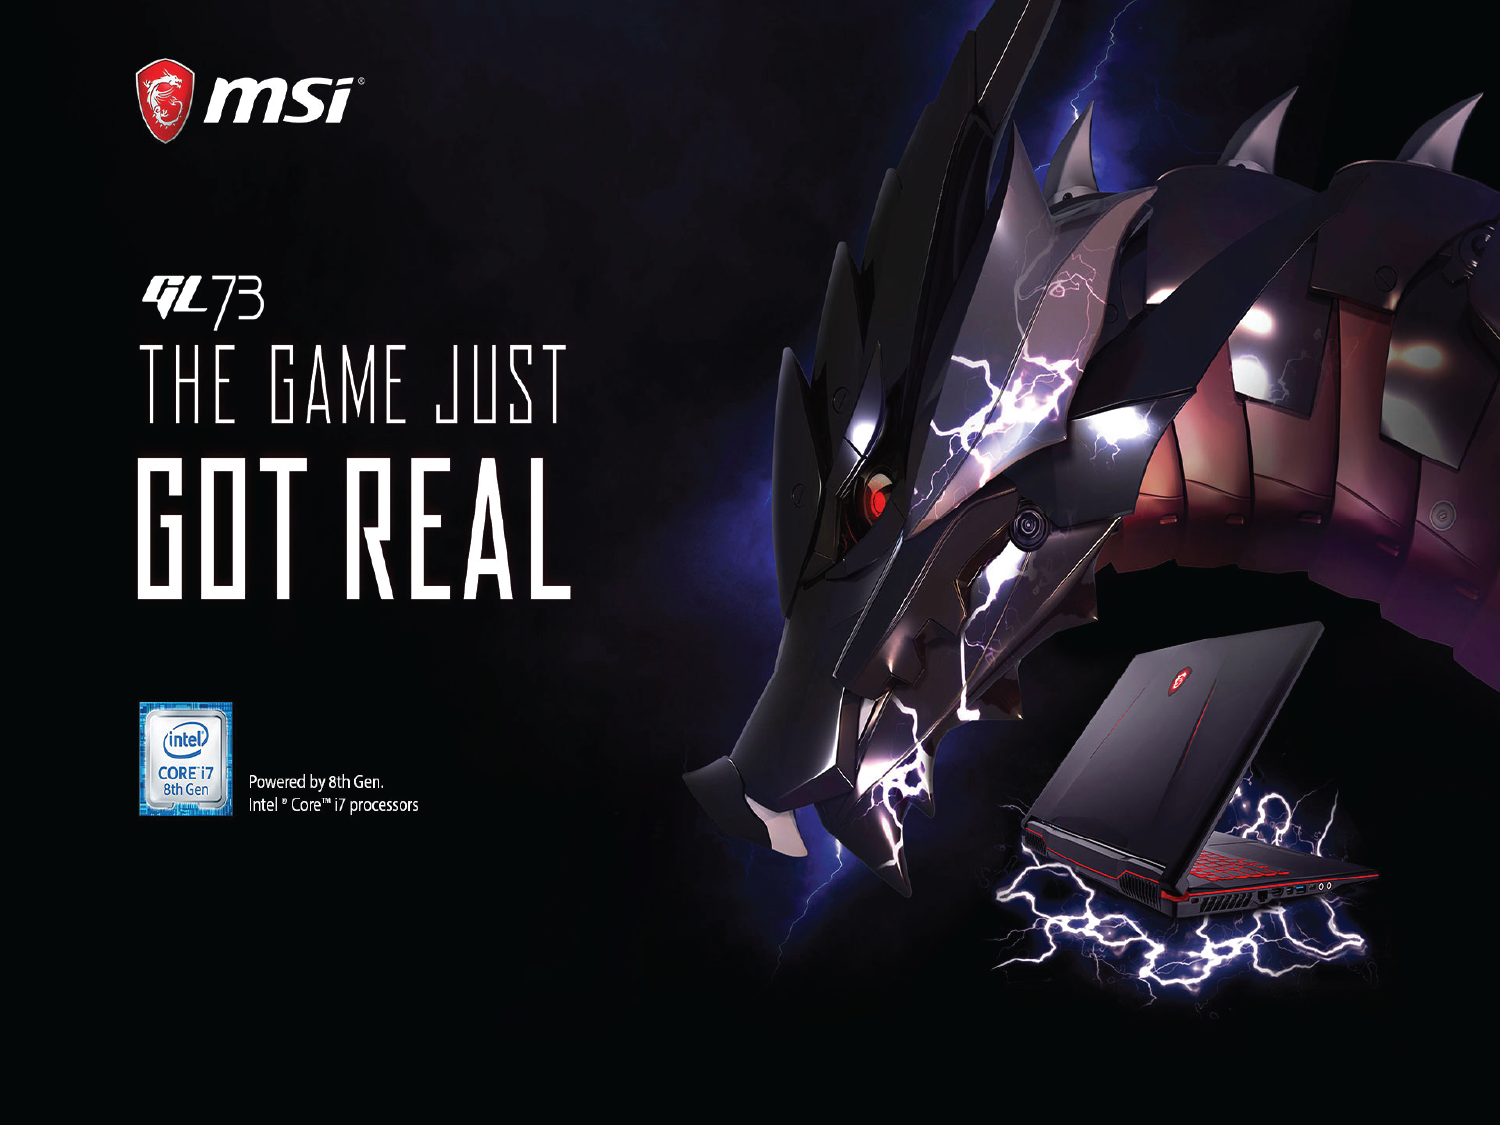 msi®
GL73
THE GAME JUST
GOT REAL
intel®
CORE™ i7
8th Gen
Powered by 8th Gen.
Intel® Core™ i7 processors